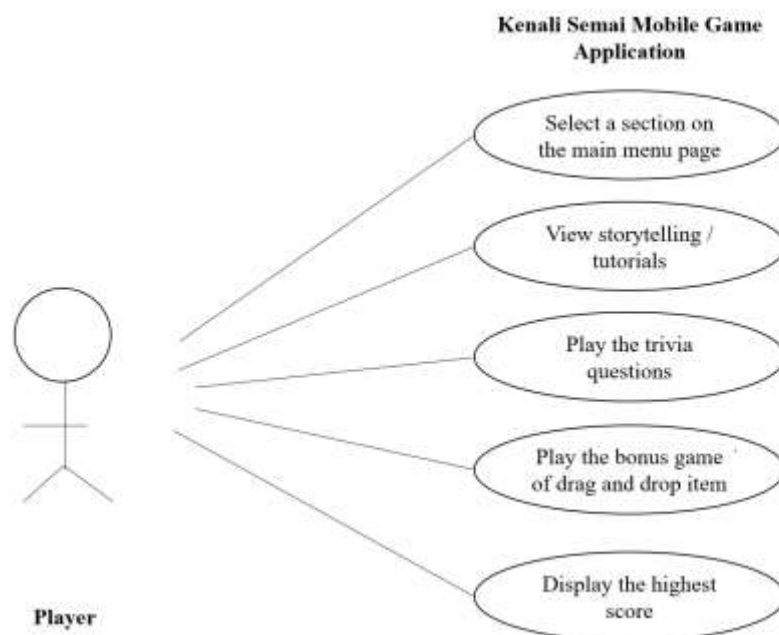 Kenali Semai Mobile Game
Application
Select a section on
the main menu page
View storytelling /
tutorials
Play the trivia
questions
Play the bonus game
of drag and drop item
Display the highest
score
Player